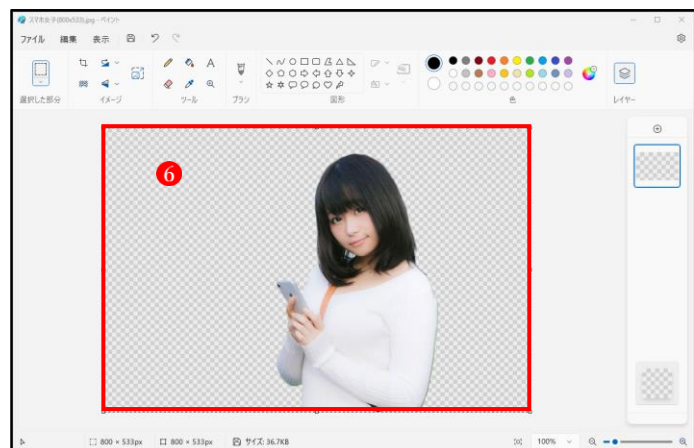 スマホ女子(800x533).jpg - ペイント
ファイル 編集 表示
A
選択した部分 イメージ ツール ブラシ 図形 色 レイヤー
6
800 × 533px 800 × 533px サイズ: 36.7KB 100%